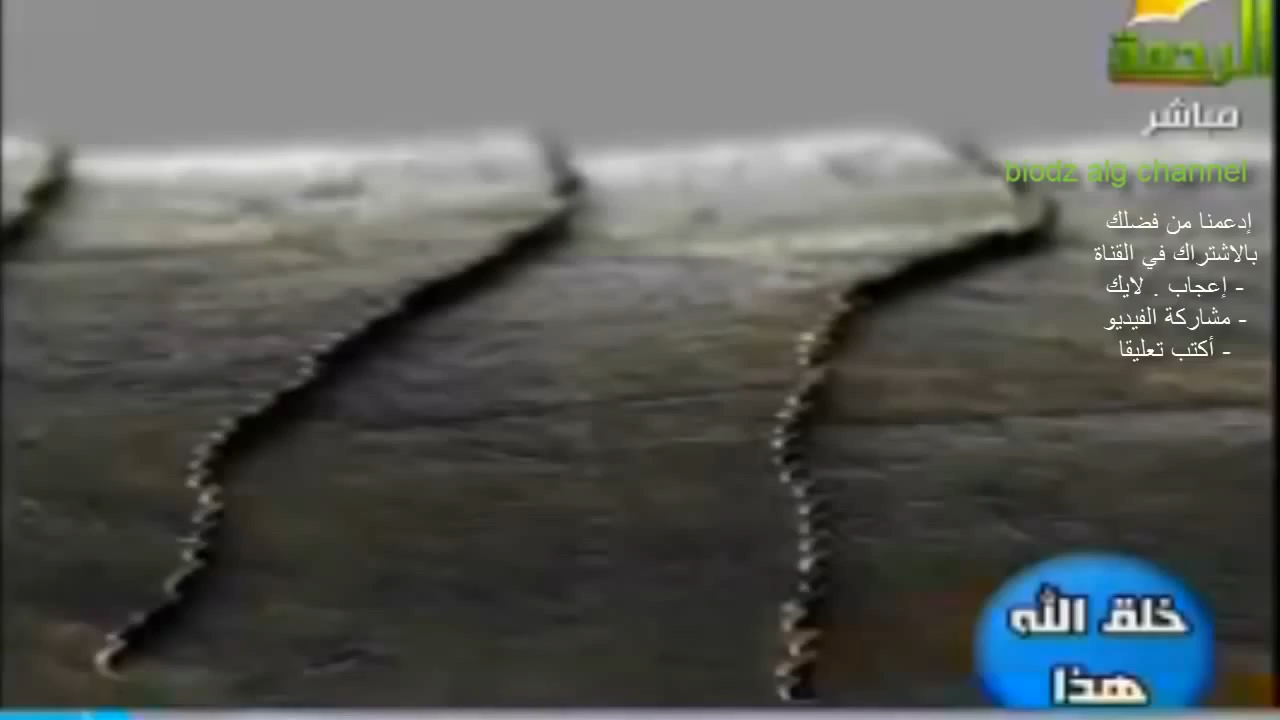 الرحمة
مباشر
biodz alg channel
إدعمنا من فضلك
بالاشتراك في القناة
- إعجاب . لايك
- مشاركة الفيديو
- أكتب تعليقا
خلق الله
هذا